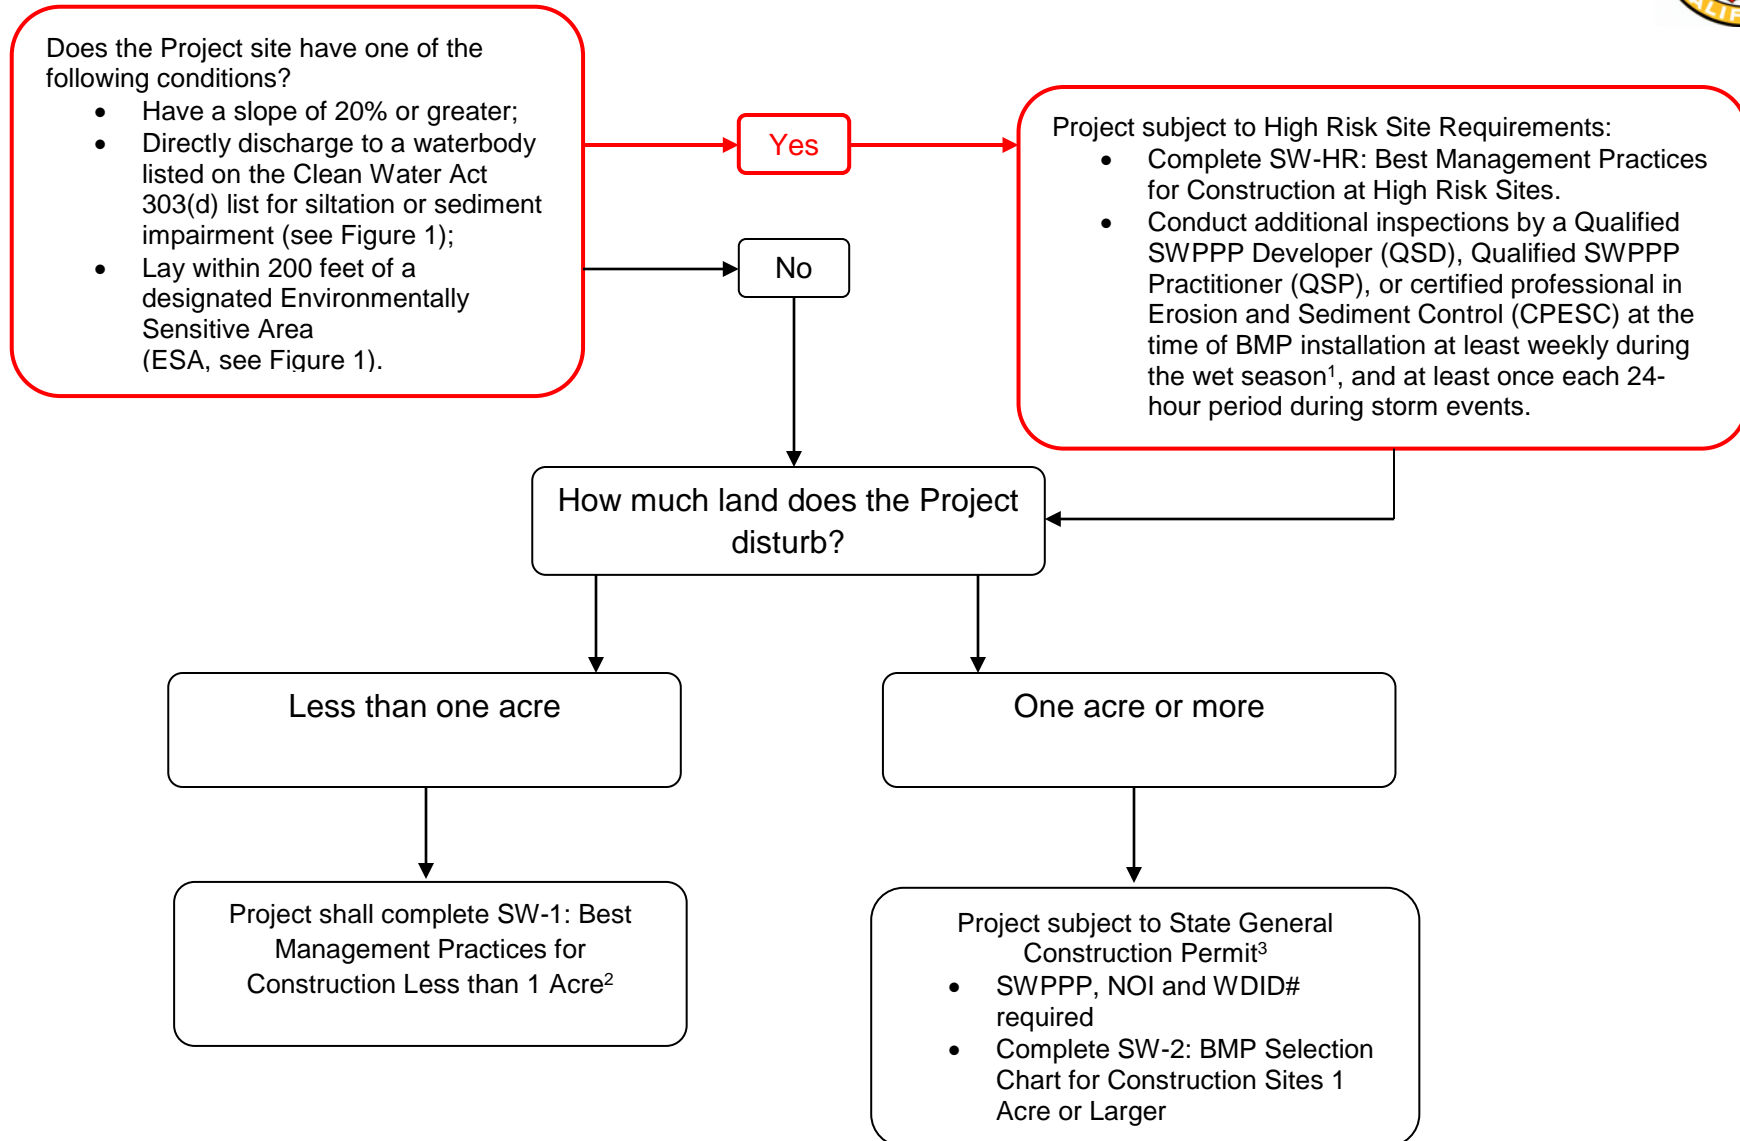 Does the Project site have one of the
following conditions?
• Have a slope of 20% or greater;
• Directly discharge to a waterbody
listed on the Clean Water Act
303(d) list for siltation or sediment
impairment (see Figure 1);
• Lay within 200 feet of a
designated Environmentally
Sensitive Area
(ESA, see Figure 1).
Yes
No
Project subject to High Risk Site Requirements:
• Complete SW-HR: Best Management Practices
for Construction at High Risk Sites.
• Conduct additional inspections by a Qualified
SWPPP Developer (QSD), Qualified SWPPP
Practitioner (QSP), or certified professional in
Erosion and Sediment Control (CPESC) at the
time of BMP installation at least weekly during
the wet season¹, and at least once each 24-
hour period during storm events.
How much land does the Project
disturb?
Less than one acre
One acre or more
Project shall complete SW-1: Best
Management Practices for
Construction Less than 1 Acre²
Project subject to State General
Construction Permit³
• SWPPP, NOI and WDID#
required
• Complete SW-2: BMP Selection
Chart for Construction Sites 1
Acre or Larger